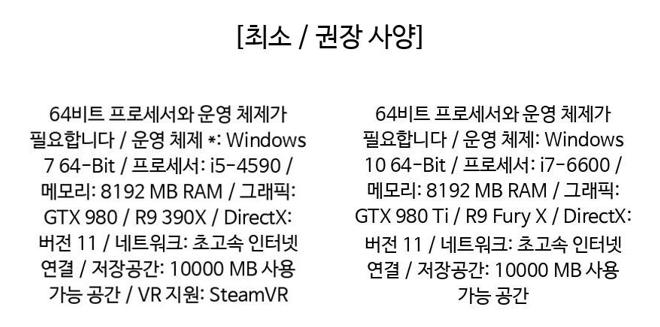 [최소 / 권장 사양]
64비트 프로세서와 운영 체제가
필요합니다 / 운영 체제 *: Windows
7 64-Bit / 프로세서: i5-4590 /
메모리: 8192 MB RAM / 그래픽:
GTX 980 / R9 390X / DirectX:
버전 11 / 네트워크: 초고속 인터넷
연결 / 저장공간: 10000 MB 사용
가능 공간 / VR 지원: SteamVR
64비트 프로세서와 운영 체제가
필요합니다 / 운영 체제: Windows
10 64-Bit / 프로세서: i7-6600 /
메모리: 8192 MB RAM / 그래픽:
GTX 980 Ti / R9 Fury X / DirectX:
버전 11 / 네트워크: 초고속 인터넷
연결 / 저장공간: 10000 MB 사용
가능 공간